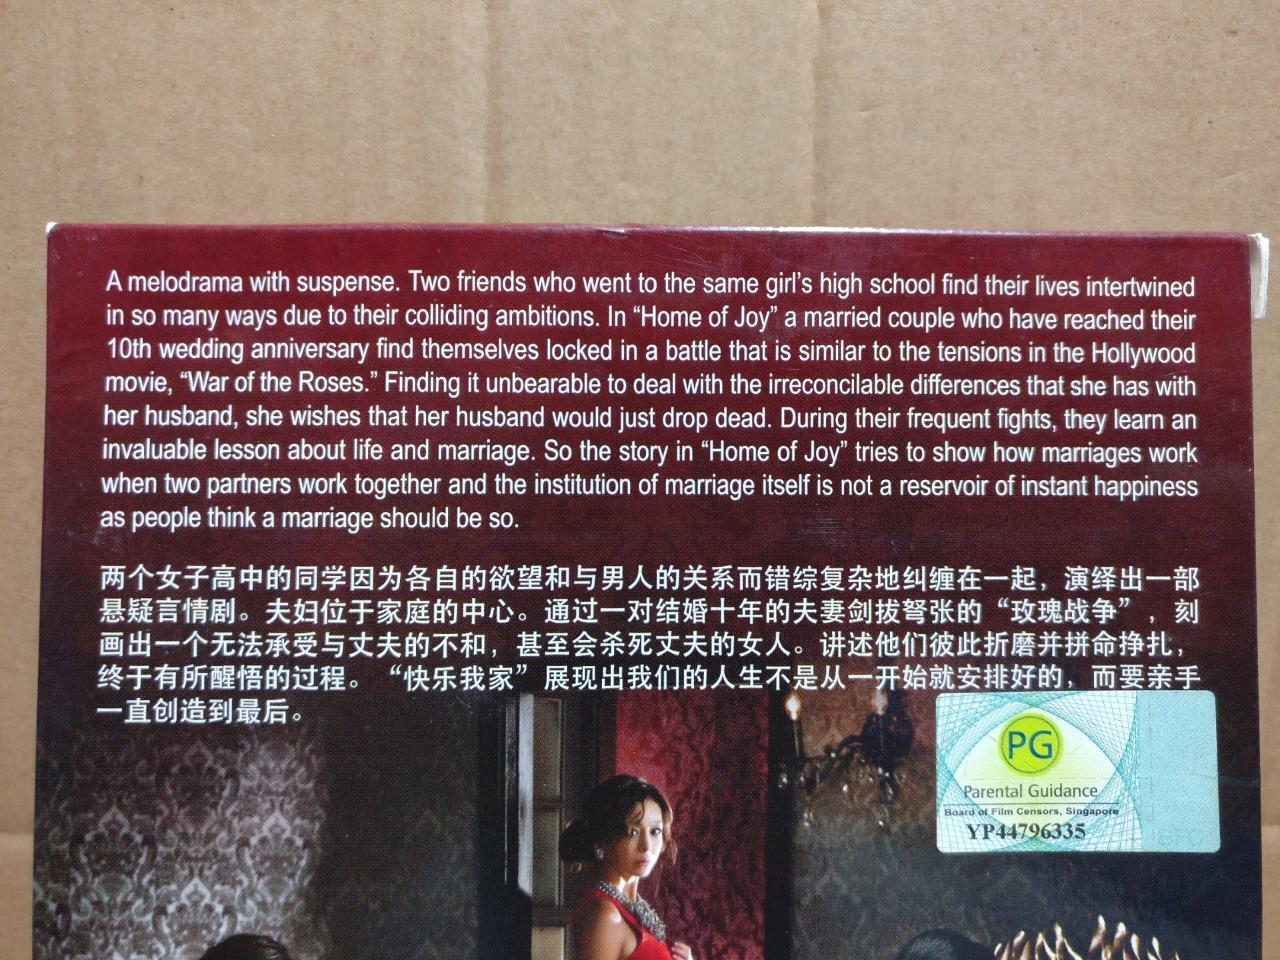 A melodrama with suspense. Two friends who went to the same girl's high school find their lives intertwined
in so many ways due to their colliding ambitions. In “Home of Joy” a married couple who have reached their
10th wedding anniversary find themselves locked in a battle that is similar to the tensions in the Hollywood
movie, “War of the Roses.” Finding it unbearable to deal with the irreconcilable differences that she has with
her husband, she wishes that her husband would just drop dead. During their frequent fights, they learn an
invaluable lesson about life and marriage. So the story in “Home of Joy” tries to show how marriages work
when two partners work together and the institution of marriage itself is not a reservoir of instant happiness
as people think a marriage should be so.
两个女子高中的同学因为各自的欲望和与男人的关系而错综复杂地纠缠在一起，演绎出一部
悬疑言情剧。夫妇位于家庭的中心。通过一对结婚十年的夫妻剑拔弩张的“玫瑰战争”，刻
画出一个无法承受与丈夫的不和，甚至会杀死丈夫的女人。讲述他们彼此折磨并拼命挣扎，
终于有所醒悟的过程。“快乐我家”展现出我们的人生不是从一开始就安排好的，而要亲手
一直创造到最后。
PG
Parental Guidance
Board of Film Censors, Singapore
YP44796335